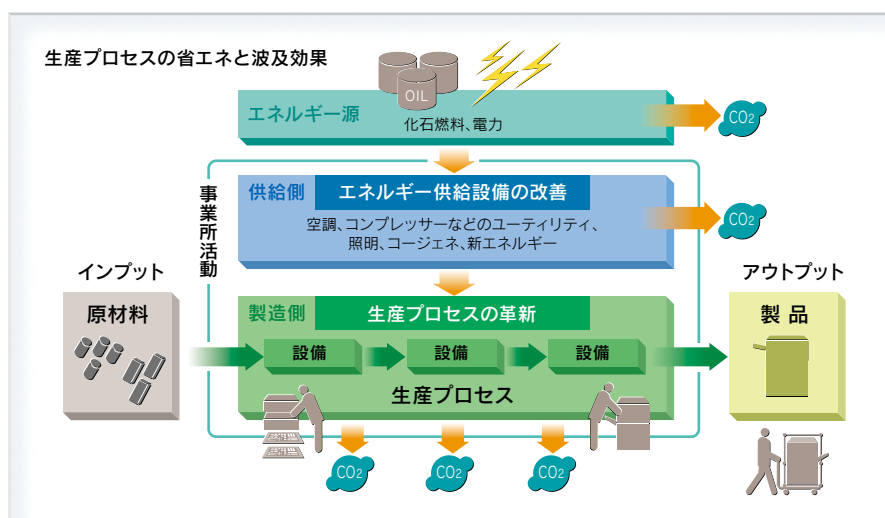 生産プロセスの省エネと波及効果
OIL
エネルギー源
化石燃料、電力
CO2
事業所活動
供給側
エネルギー供給設備の改善
空調、コンプレッサーなどのユーティリティ、
照明、コージェネ、新エネルギー
CO2
インプット
原材料
製造側
生産プロセスの革新
設備
設備
設備
生産プロセス
アウトプット
製品
CO2
CO2
CO2